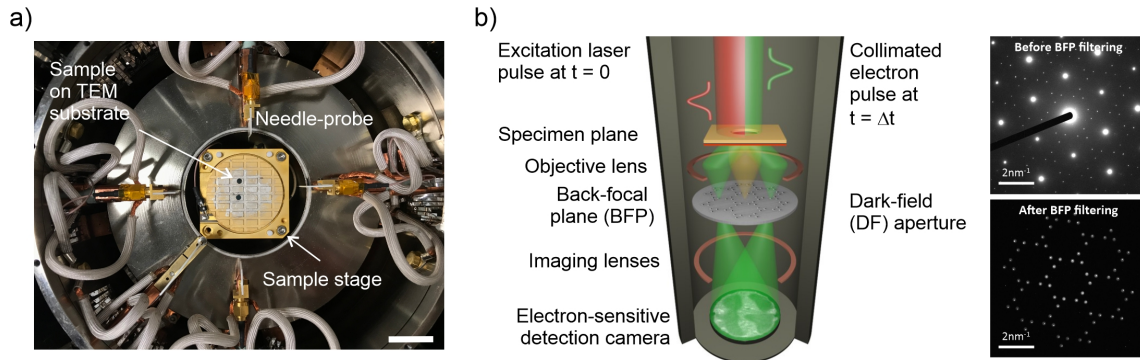 a)
Sample
on TEM
substrate
Needle-probe
Sample stage
b)
Excitation laser
pulse at t = 0
Specimen plane
Objective lens
Back-focal
plane (BFP)
Imaging lenses
Electron-sensitive
detection camera
Collimated
electron
pulse at
t = Δt
Dark-field
(DF) aperture
Before BFP filtering
2nm⁻¹
After BFP filtering
2nm⁻¹